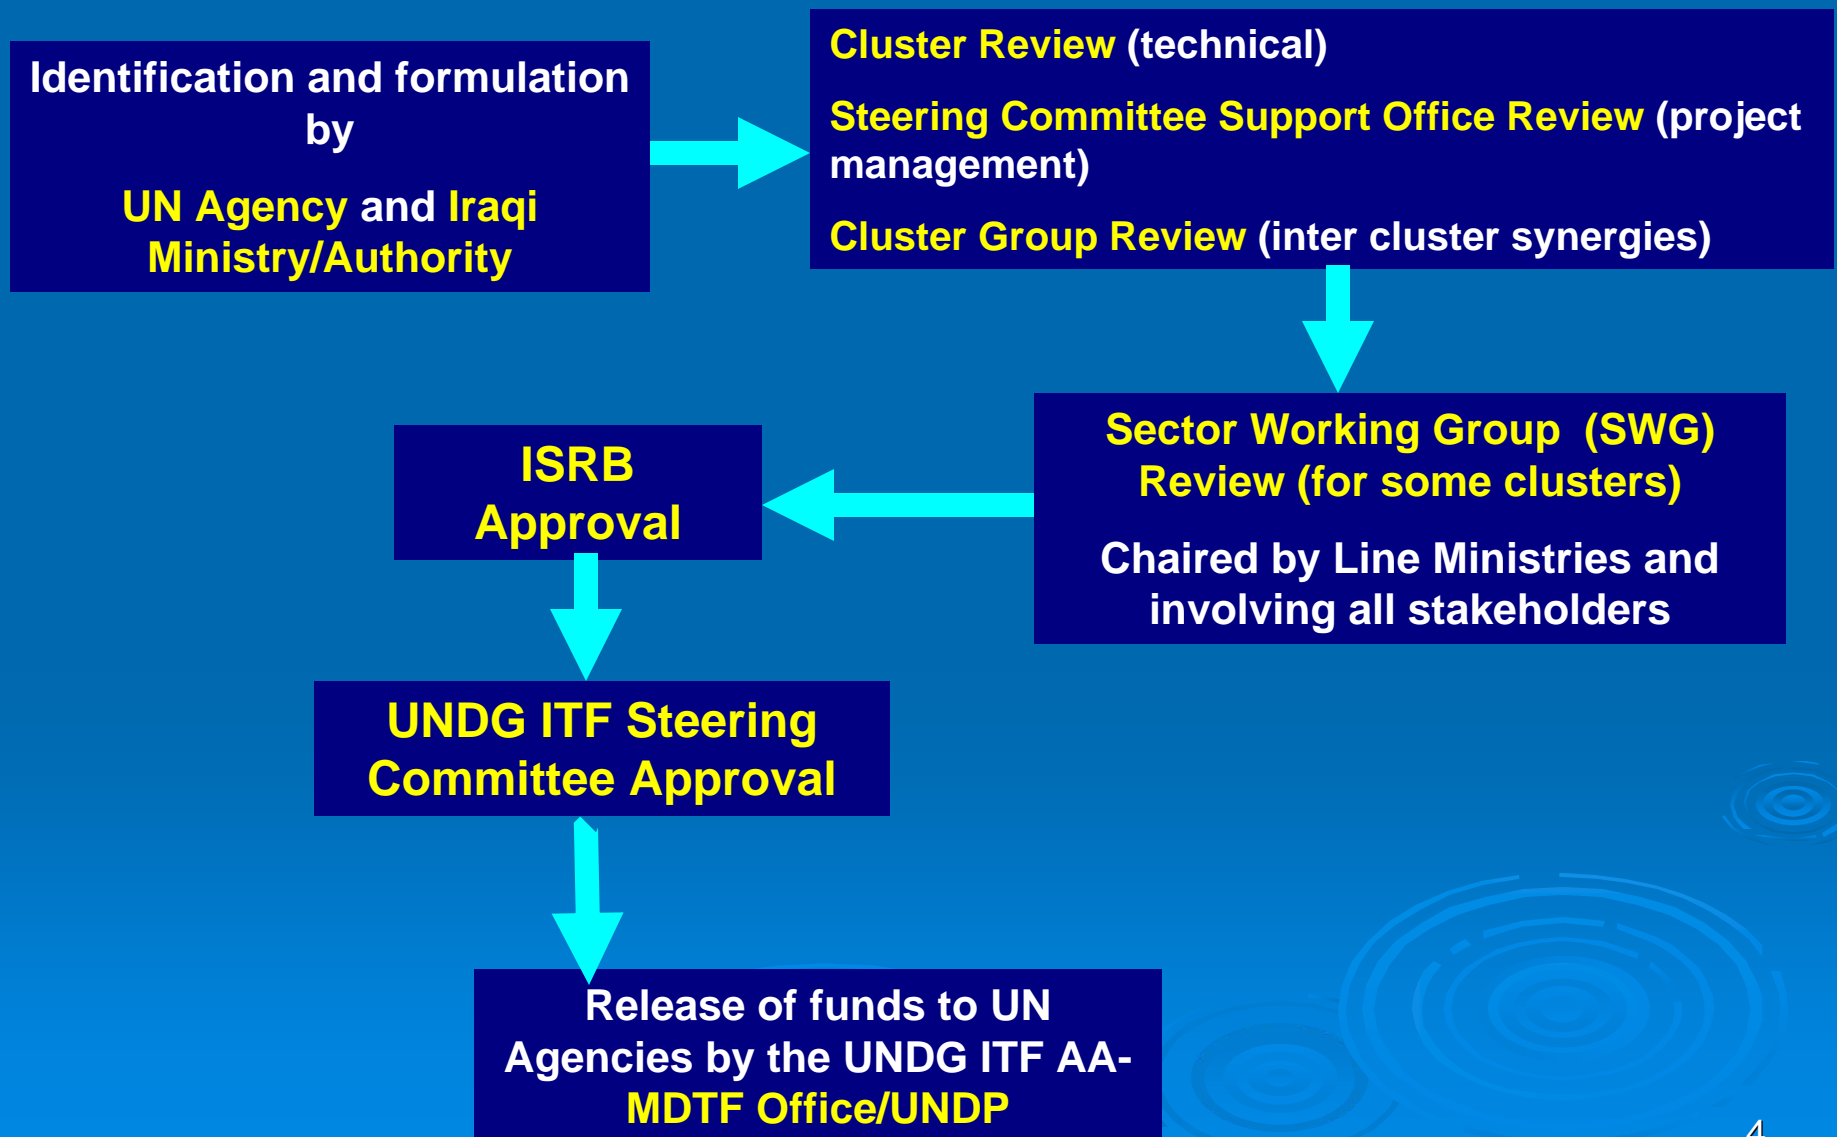 Identification and formulation
by
UN Agency and Iraqi
Ministry/Authority
Cluster Review (technical)
Steering Committee Support Office Review (project
management)
Cluster Group Review (inter cluster synergies)
Sector Working Group (SWG)
Review (for some clusters)
Chaired by Line Ministries and
involving all stakeholders
ISRB
Approval
UNDG ITF Steering
Committee Approval
Release of funds to UN
Agencies by the UNDG ITF AA-
MDTF Office/UNDP
4